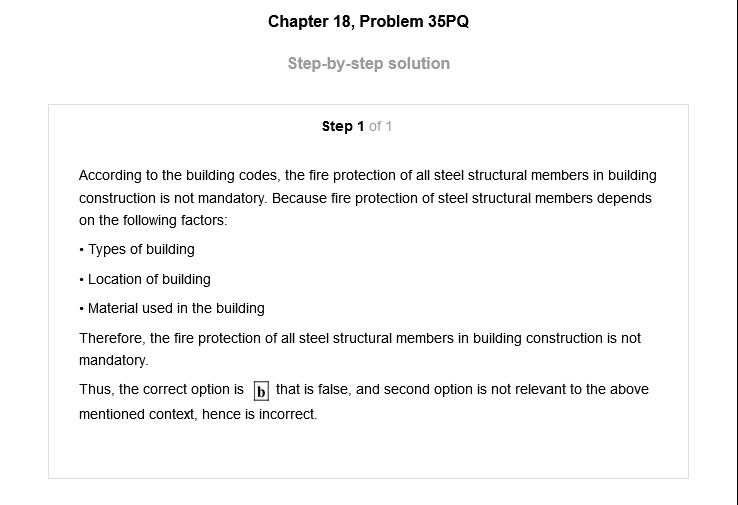 Chapter 18, Problem 35PQ
Step-by-step solution
Step 1 of 1
According to the building codes, the fire protection of all steel structural members in building
construction is not mandatory. Because fire protection of steel structural members depends
on the following factors:
• Types of building
• Location of building
• Material used in the building
Therefore, the fire protection of all steel structural members in building construction is not
mandatory.
Thus, the correct option is b that is false, and second option is not relevant to the above
mentioned context, hence is incorrect.